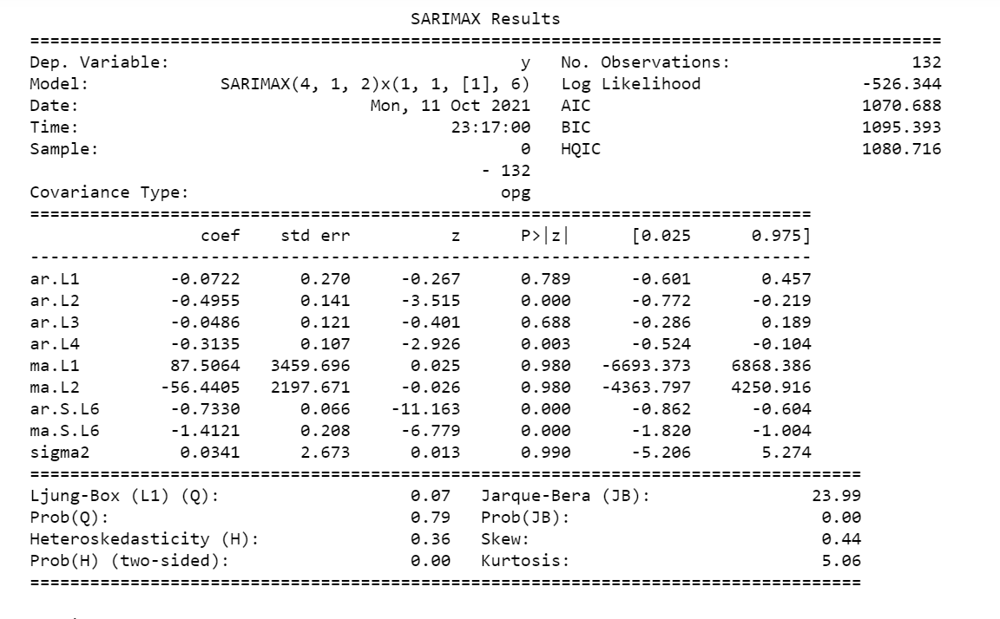 SARIMAX Results
==========================================================================================
Dep. Variable: y No. Observations: 132
Model: SARIMAX(4, 1, 2)x(1, 1, [1], 6) Log Likelihood -526.344
Date: Mon, 11 Oct 2021 AIC 1070.688
Time: 23:17:00 BIC 1095.393
Sample: 0 HQIC 1080.716
- 132
Covariance Type: opg
==============================================================================
coef std err z P>|z| [0.025 0.975]
------------------------------------------------------------------------------
ar.L1 -0.0722 0.270 -0.267 0.789 -0.601 0.457
ar.L2 -0.4955 0.141 -3.515 0.000 -0.772 -0.219
ar.L3 -0.0486 0.121 -0.401 0.688 -0.286 0.189
ar.L4 -0.3135 0.107 -2.926 0.003 -0.524 -0.104
ma.L1 87.5064 3459.696 0.025 0.980 -6693.373 6868.386
ma.L2 -56.4405 2197.671 -0.026 0.980 -4363.797 4250.916
ar.S.L6 -0.7330 0.066 -11.163 0.000 -0.862 -0.604
ma.S.L6 -1.4121 0.208 -6.779 0.000 -1.820 -1.004
sigma2 0.0341 2.673 0.013 0.990 -5.206 5.274
===================================================================================
Ljung-Box (L1) (Q): 0.07 Jarque-Bera (JB): 23.99
Prob(Q): 0.79 Prob(JB): 0.00
Heteroskedasticity (H): 0.36 Skew: 0.44
Prob(H) (two-sided): 0.00 Kurtosis: 5.06
===================================================================================